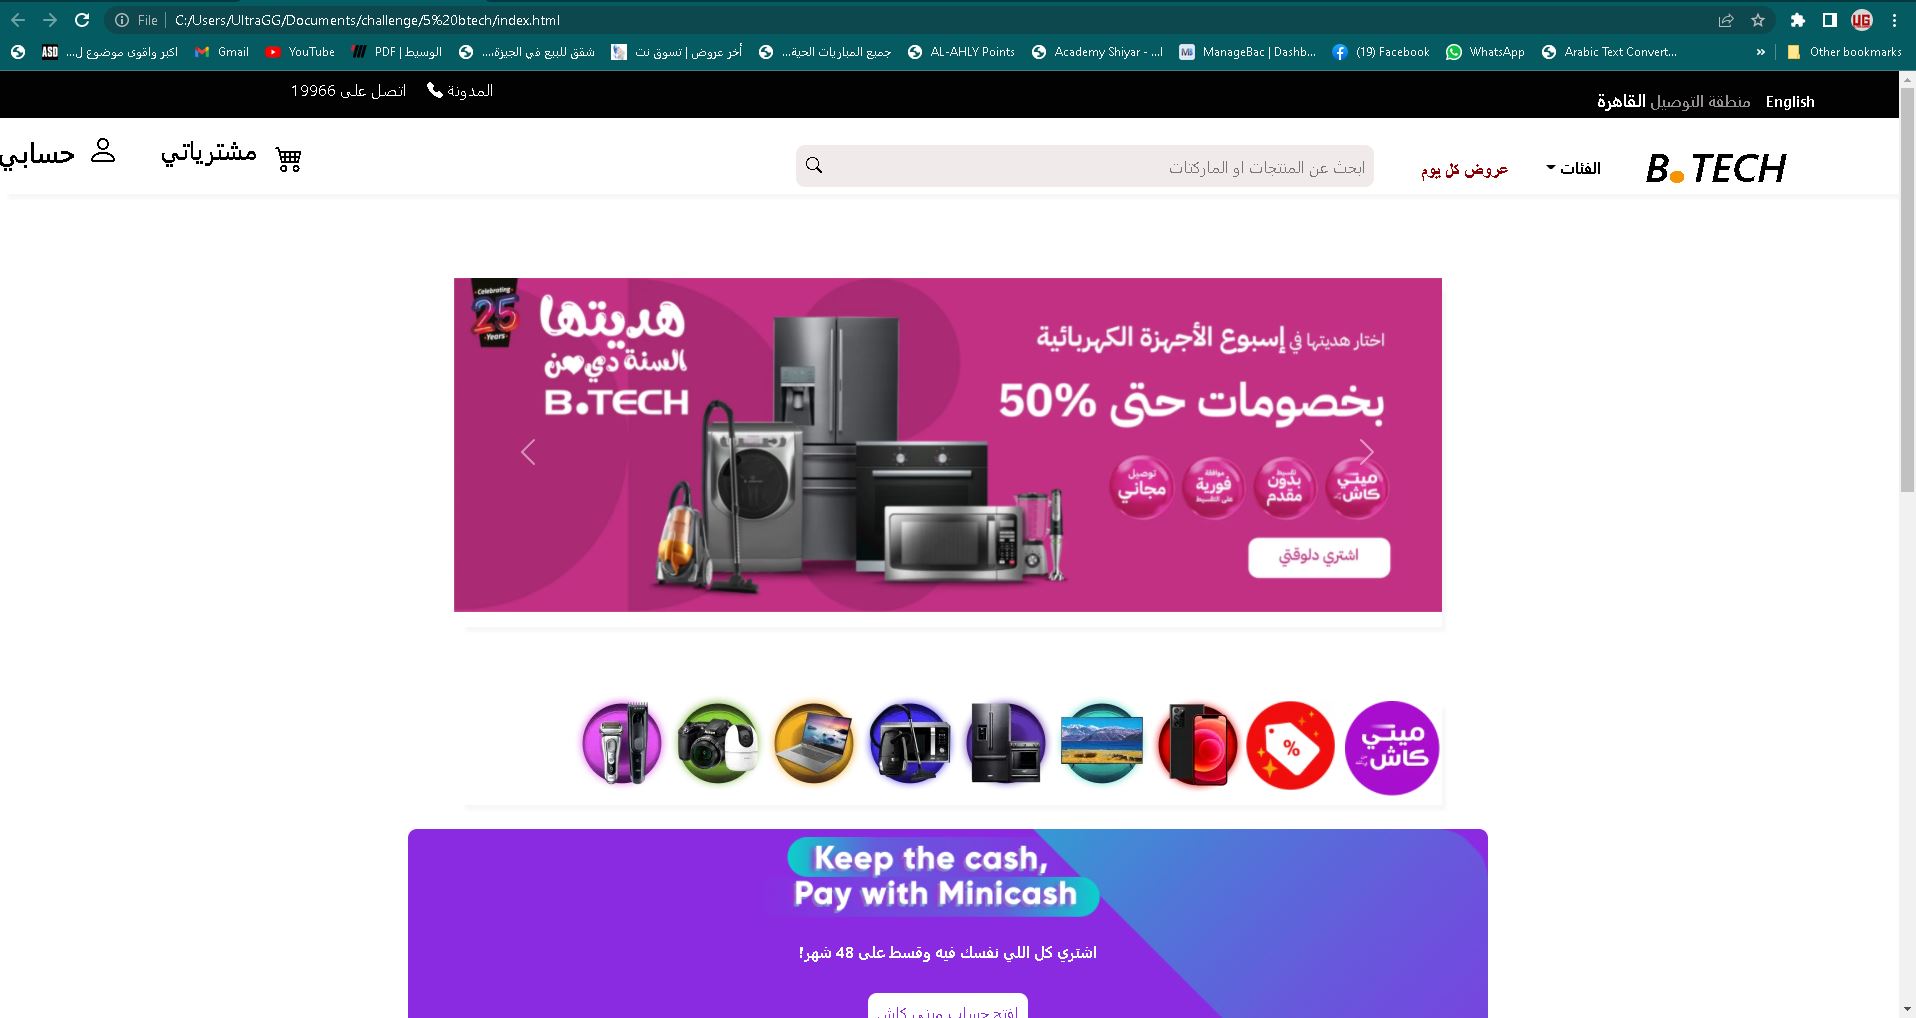 File | C:/Users/UltraGG/Documents/challenge/5%20btech/index.html
اكبر واقوى موضوع ل...
Gmail
YouTube
الوسيط | PDF
شقق للبيع في الجيزة،...
أخر عروض | تسوق نت
جميع المباريات الحية...
AL-AHLY Points
Academy Shiyar - ...ا
ManageBac | Dashb...
(19) Facebook
WhatsApp
Arabic Text Convert...
»
Other bookmarks
English
منطقة التوصيل القاهرة
المدونة
اتصل على 19966
B.TECH
الفئات
عروض كل يوم
ابحث عن المنتجات او الماركتات
مشترياتي
حسابي
Celebrating
25
Years
هديتها
السنة دي من
B.TECH
اختار هديتها في إسبوع الأجهزة الكهربائية
بخصومات حتى 50%
ميتي كاش
تقسيط بدون مقدم
موافقة فورية على التقسيط
توصيل مجاني
اشتري دلوقتي
ميتي
كاش
%
Keep the cash,
Pay with Minicash
اشتري كل اللي نفسك فيه وقسط على 48 شهر!
افتح حساب ميني كاش